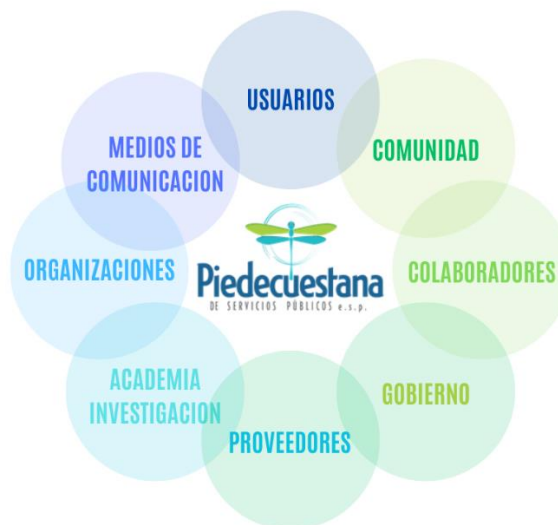 USUARIOS
MEDIOS DE
COMUNICACION
COMUNIDAD
ORGANIZACIONES
Piedecuestana
DE SERVICIOS PÚBLICOS e.s.p.
COLABORADORES
ACADEMIA
INVESTIGACION
GOBIERNO
PROVEEDORES